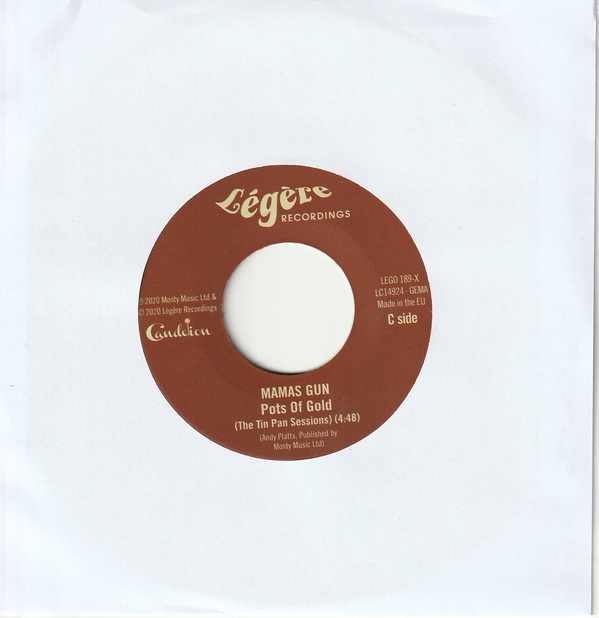 Légère
RECORDINGS
LEGO 189-X
LC14924 - GEMA
Made in the EU
C side
℗ 2020 Monty Music Ltd &
© 2020 Légère Recordings
Candelion
MAMAS GUN
Pots Of Gold
(The Tin Pan Sessions) (4:48)
(Andy Platts, Published by
Monty Music Ltd)